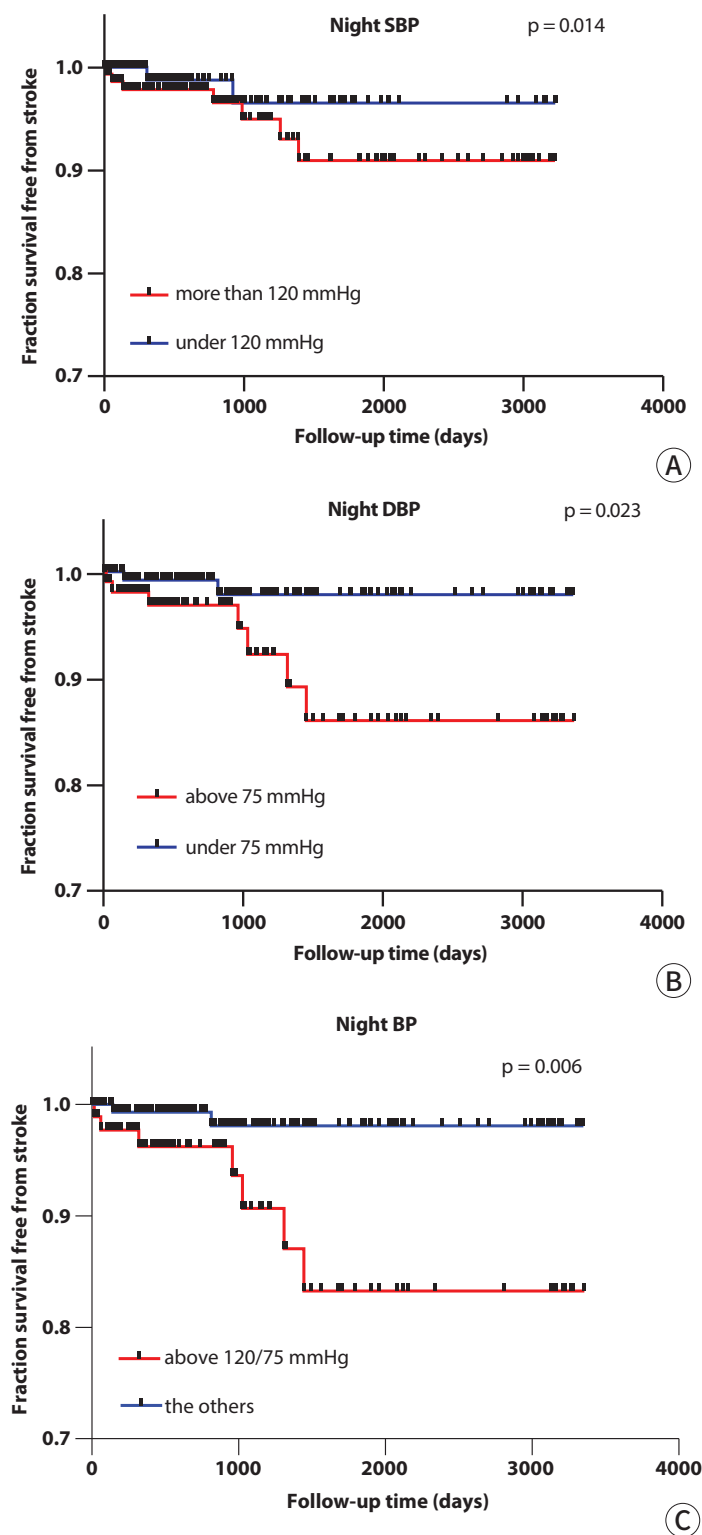 Night SBP
p = 0.014
1.0
0.9
0.8
0.7
Fraction survival free from stroke
more than 120 mmHg
under 120 mmHg
0 1000 2000 3000 4000
Follow-up time (days)
A
Night DBP
p = 0.023
1.0
0.9
0.8
0.7
Fraction survival free from stroke
above 75 mmHg
under 75 mmHg
0 1000 2000 3000 4000
Follow-up time (days)
B
Night BP
p = 0.006
1.0
0.9
0.8
0.7
Fraction survival free from stroke
above 120/75 mmHg
the others
0 1000 2000 3000 4000
Follow-up time (days)
C